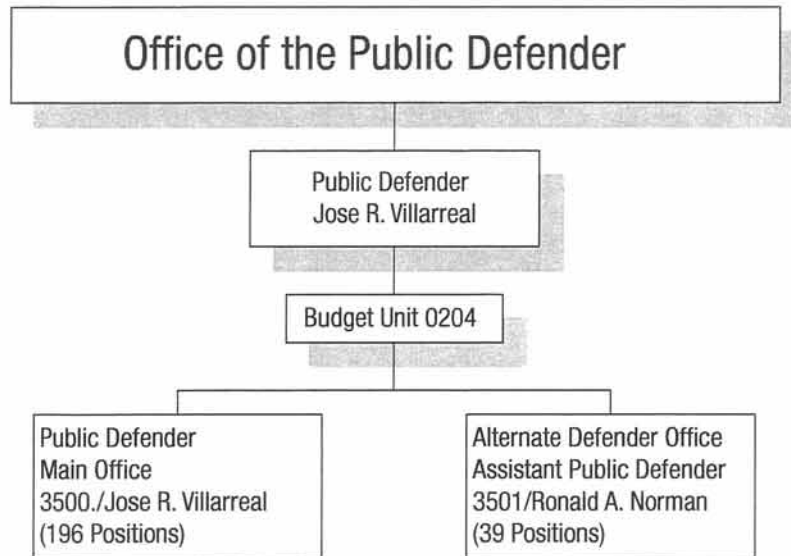 Office of the Public Defender
Public Defender
Jose R. Villarreal
Budget Unit 0204
Public Defender
Main Office
3500./Jose R. Villarreal
(196 Positions)
Alternate Defender Office
Assistant Public Defender
3501/Ronald A. Norman
(39 Positions)